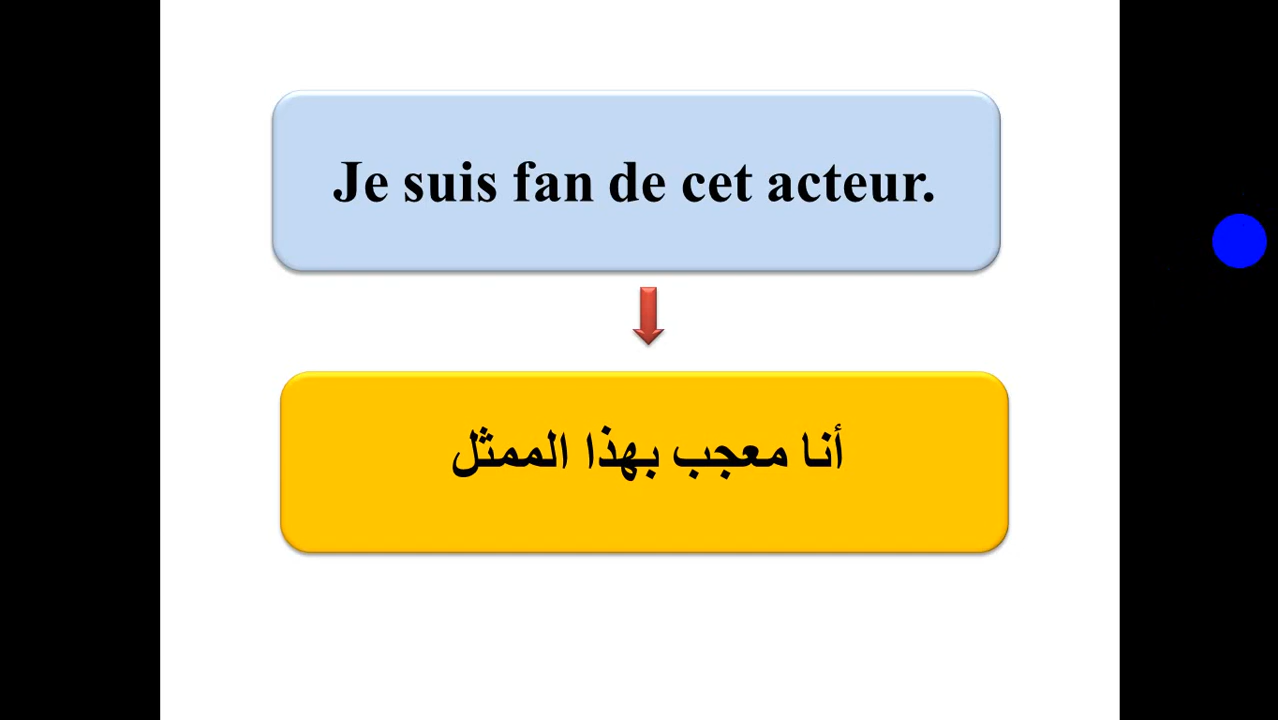 Je suis fan de cet acteur.
أنا معجب بهذا الممثل